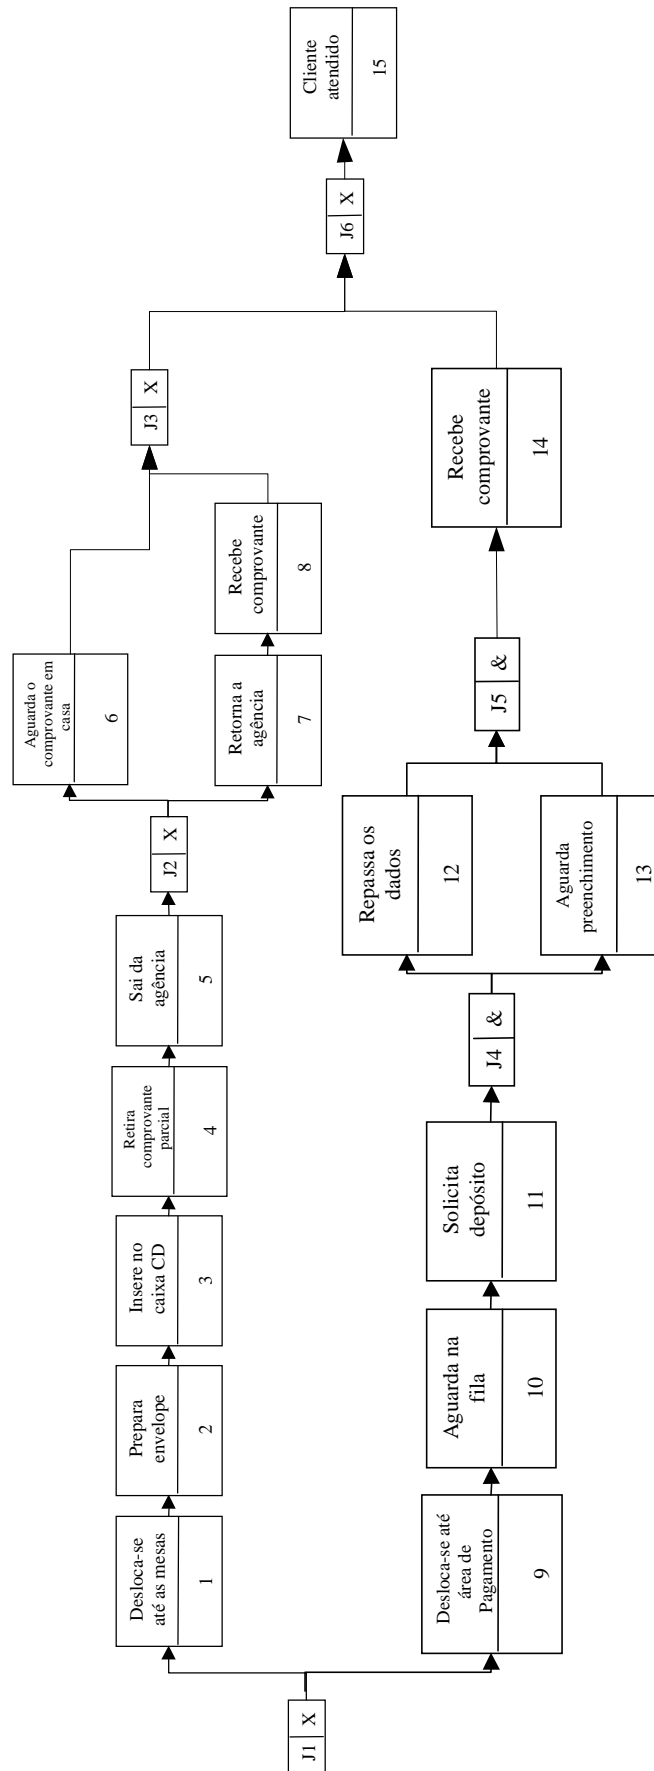 J1 X
Desloca-se
até as mesas
1
Prepara
envelope
2
Insere no
caixa CD
3
Retira
comprovante
parcial
4
Sai da
agência
5
J2 X
Aguarda o
comprovante em
casa
6
Retorna a
agência
7
Recebe
comprovante
8
J3 X
Desloca-se até
área de
Pagamento
9
Aguarda na
fila
10
Solicita
depósito
11
J4 &
Repassa os
dados
12
Aguarda
preenchimento
13
J5 &
Recebe
comprovante
14
J6 X
Cliente
atendido
15